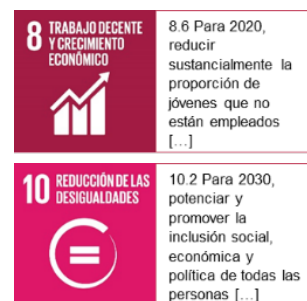 8 TRABAJO DECENTE
Y CRECIMIENTO
ECONÓMICO
8.6 Para 2020,
reducir
sustancialmente la
proporción de
jóvenes que no
están empleados
[...]
10 REDUCCIÓN DE LAS
DESIGUALDADES
10.2 Para 2030,
potenciar y
promover la
inclusión social,
económica y
política de todas las
personas [...]